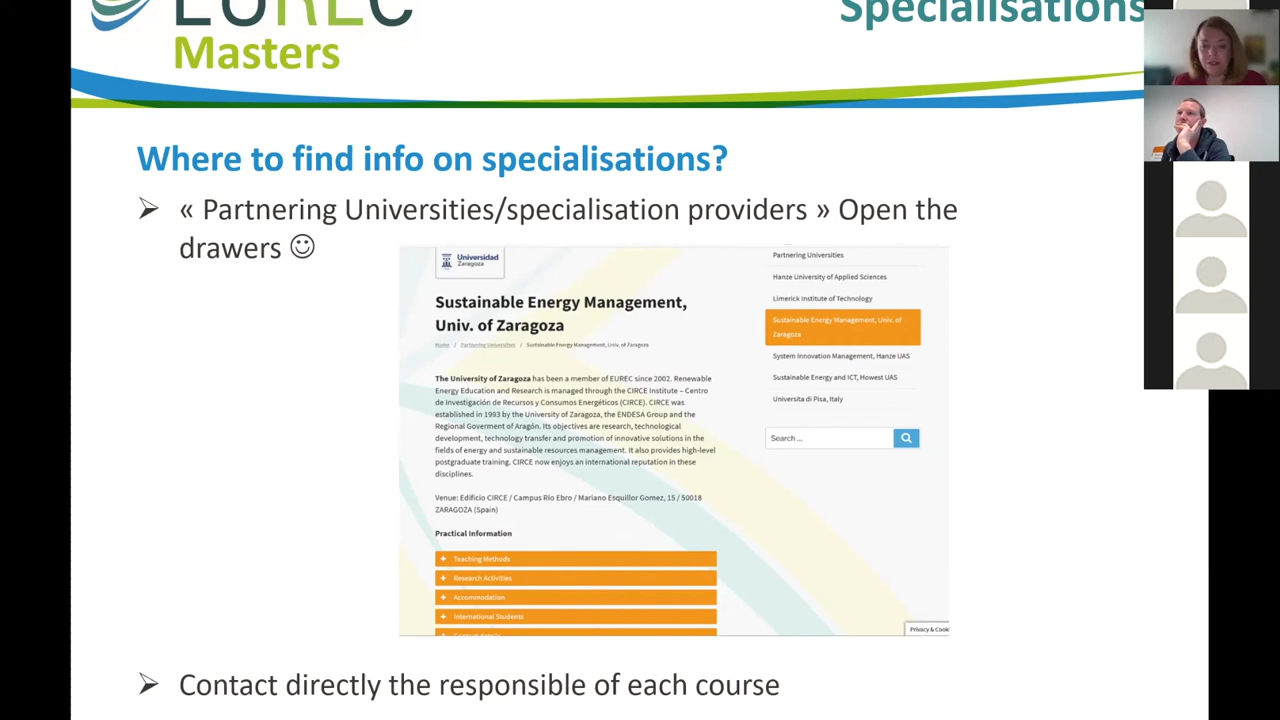 EUREC
Specialisations
Masters
Where to find info on specialisations?
« Partnering Universities/specialisation providers » Open the
drawers ☺
Universidad
Zaragoza
Sustainable Energy Management,
Univ. of Zaragoza
Home / Partnering Universities / Sustainable Energy Management, Univ. of Zaragoza
The University of Zaragoza has been a member of EUREC since 2002. Renewable
Energy Education and Research is managed through the CIRCE Institute – Centro
de Investigación de Recursos y Consumos Energéticos (CIRCE). CIRCE was
established in 1993 by the University of Zaragoza, the ENDESA Group and the
Regional Goverment of Aragón. Its objectives are research, technological
development, technology transfer and promotion of innovative solutions in the
fields of energy and sustainable resources management. It also provides high-level
postgraduate training. CIRCE now enjoys an international reputation in these
disciplines.
Venue: Edificio CIRCE / Campus Rio Ebro / Mariano Esquillor Gomez, 15 / 50018
ZARAGOZA (Spain)
Practical Information
+ Teaching Methods
+ Research Activities
+ Accommodation
+ International Students
+ Contact details
Partnering Universities
Hanze University of Applied Sciences
Limerick Institute of Technology
Sustainable Energy Management, Univ. of
Zaragoza
System Innovation Management, Hanze UAS
Sustainable Energy and ICT, Howest UAS
Universita di Pisa, Italy
Search ...
Privacy & Cooki
Contact directly the responsible of each course